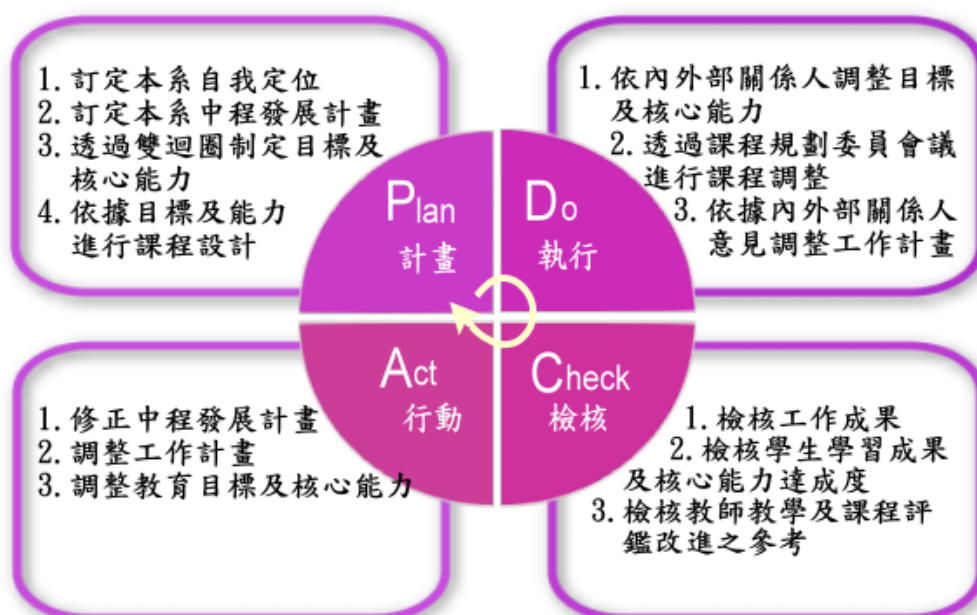 1. 訂定本系自我定位
2. 訂定本系中程發展計畫
3. 透過雙迴圈制定目標及
核心能力
4. 依據目標及能力
進行課程設計
Plan
計畫
1. 依內外部關係人調整目標
及核心能力
2. 透過課程規劃委員會議
進行課程調整
3. 依據內外部關係人
意見調整工作計畫
Do
執行
Act
行動
1. 修正中程發展計畫
2. 調整工作計畫
3. 調整教育目標及核心能力
Check
檢核
1. 檢核工作成果
2. 檢核學生學習成果
及核心能力達成度
3. 檢核教師教學及課程評
鑑改進之參考